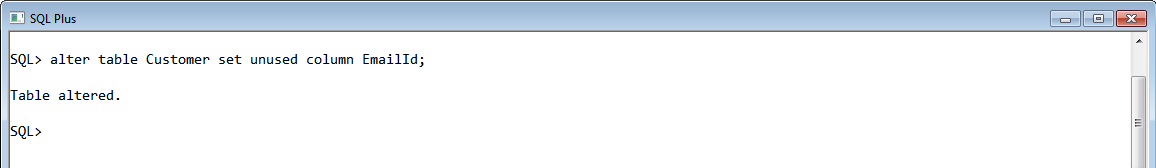 SQL Plus
SQL> alter table Customer set unused column EmailId;
Table altered.
SQL>